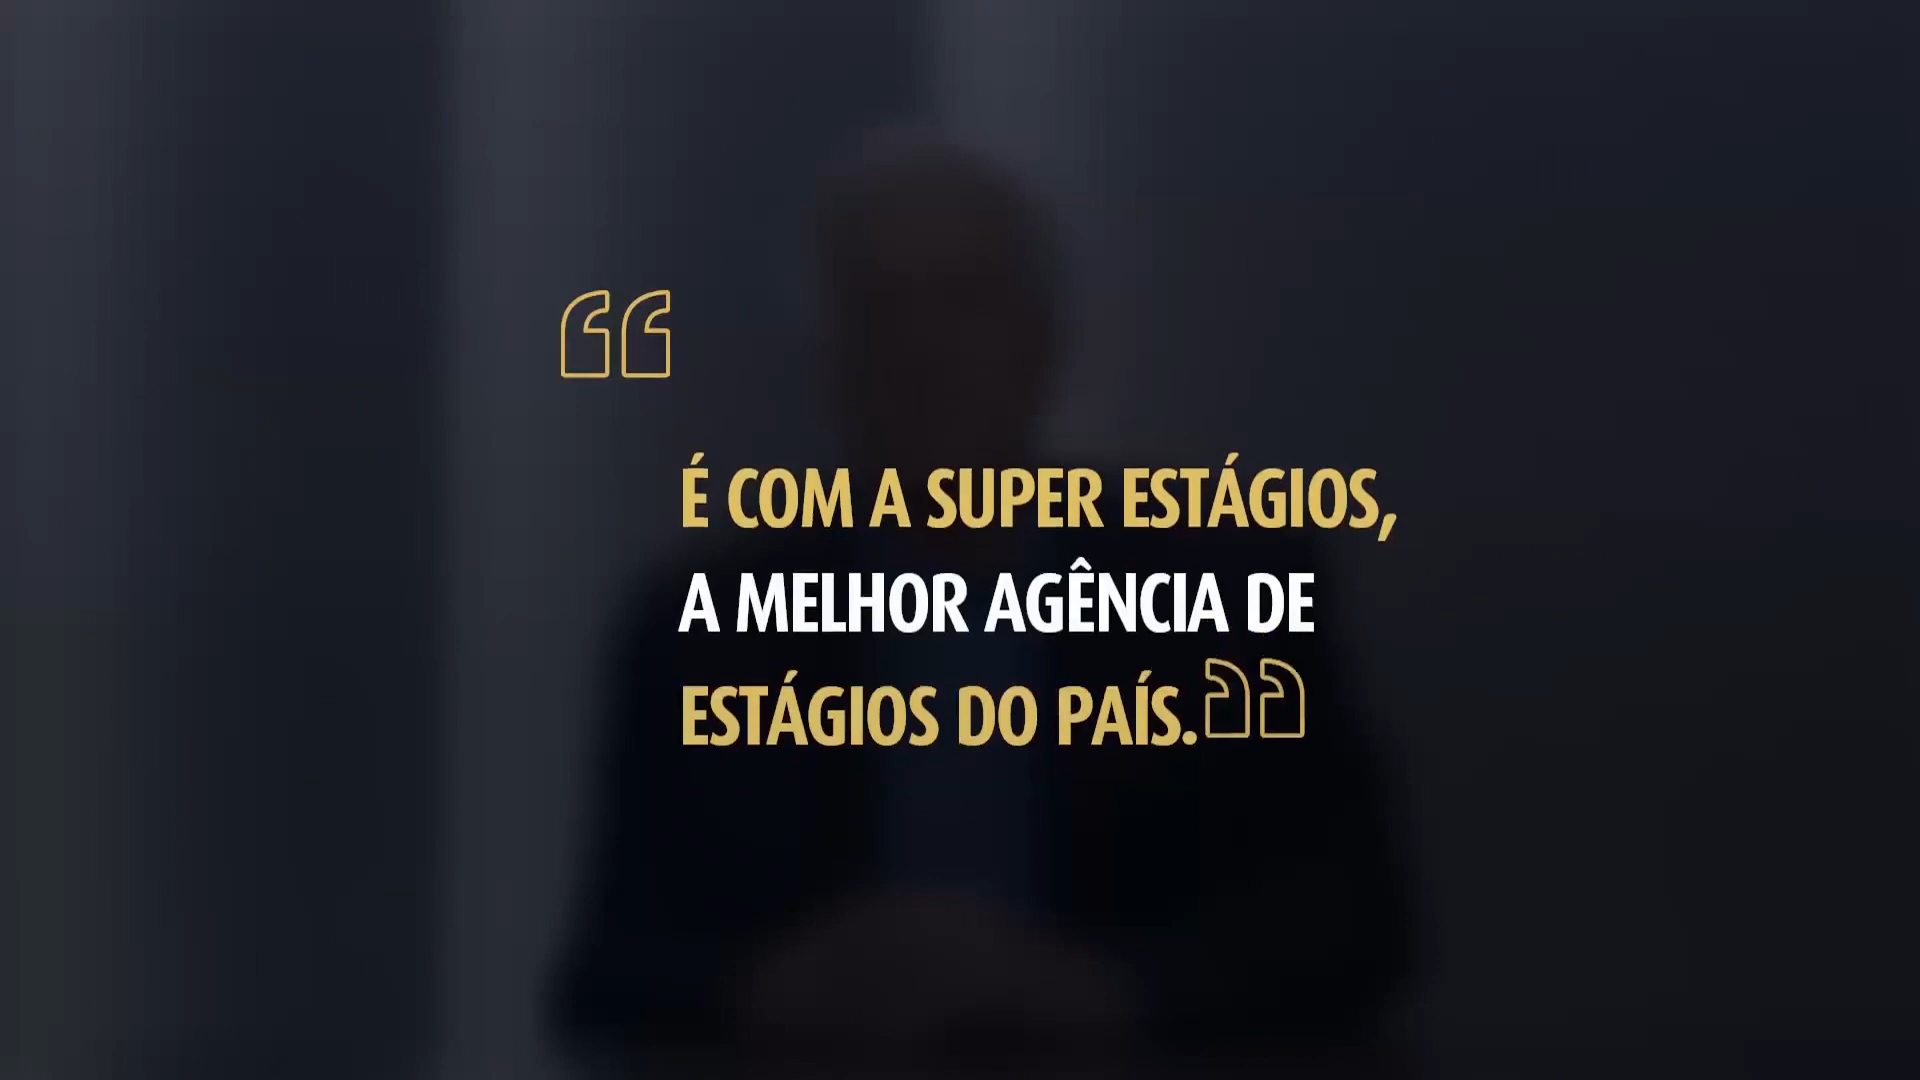 “
É COM A SUPER ESTÁGIOS,
A MELHOR AGÊNCIA DE
ESTÁGIOS DO PAÍS.”